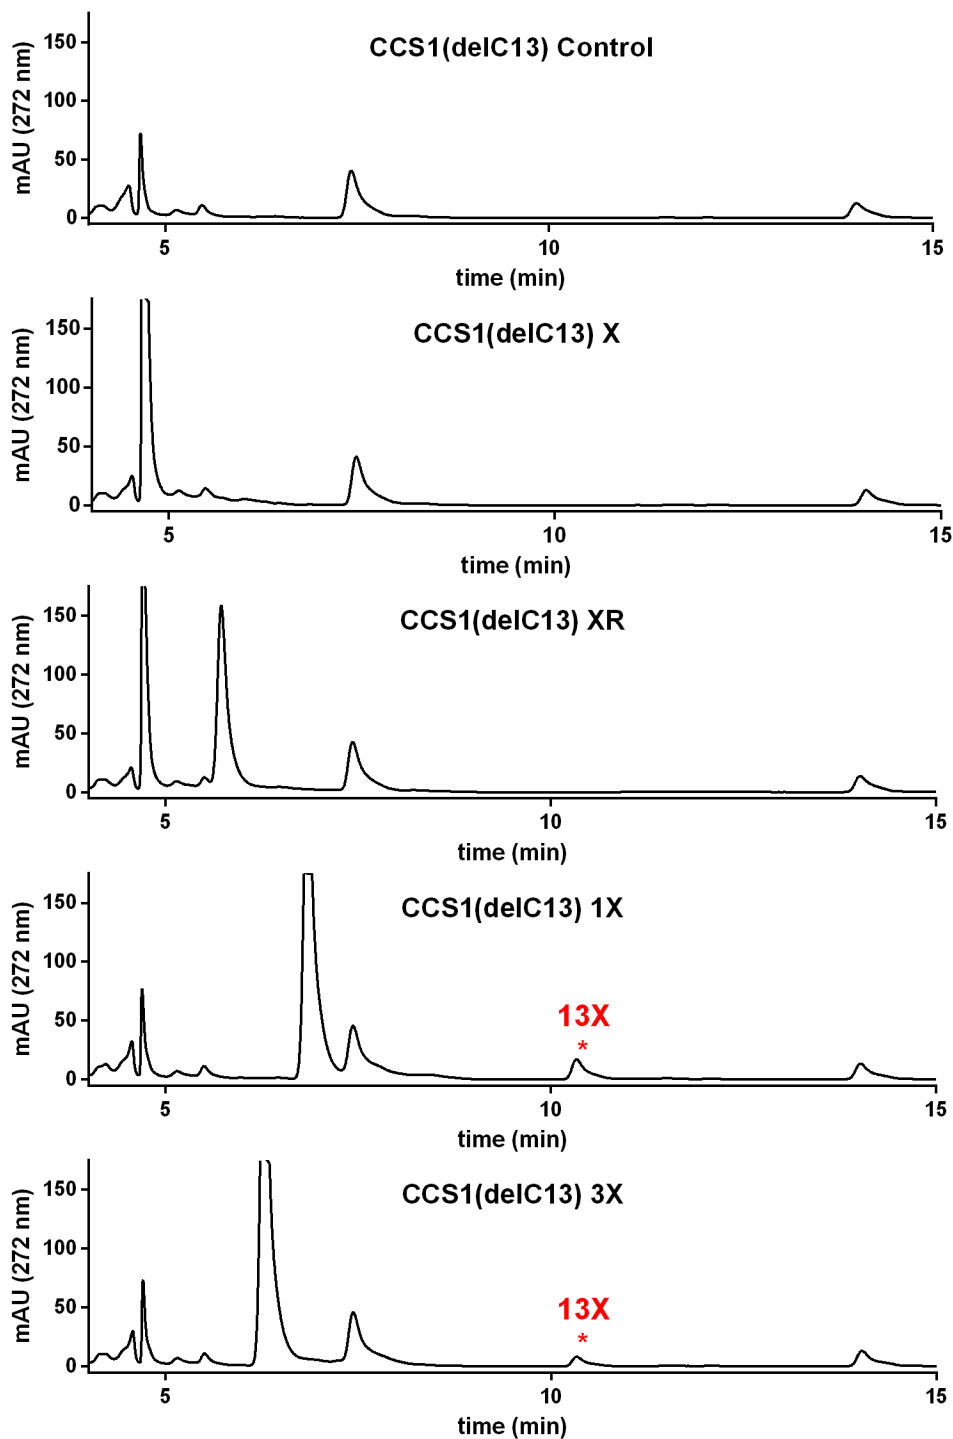 CCS1(delC13) Control
mAU (272 nm)
150
100
50
0
5
10
15
time (min)
CCS1(delC13) X
mAU (272 nm)
150
100
50
0
5
10
15
time (min)
CCS1(delC13) XR
mAU (272 nm)
150
100
50
0
5
10
15
time (min)
CCS1(delC13) 1X
mAU (272 nm)
150
100
50
0
13X
*
5
10
15
time (min)
CCS1(delC13) 3X
mAU (272 nm)
150
100
50
0
13X
*
5
10
15
time (min)